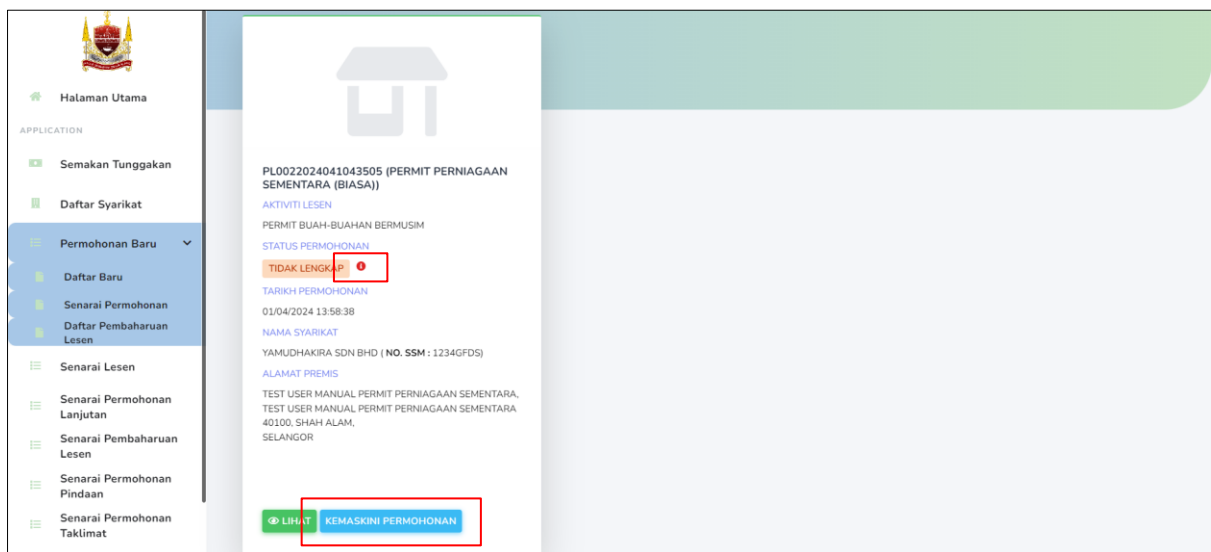 Halaman Utama
APPLICATION
Semakan Tunggakan
Daftar Syarikat
Permohonan Baru
Daftar Baru
Senarai Permohonan
Daftar Pembaharuan
Lesen
Senarai Lesen
Senarai Permohonan
Lanjutan
Senarai Pembaharuan
Lesen
Senarai Permohonan
Pindaan
Senarai Permohonan
Taklimat
PL0022024041043505 (PERMIT PERNIAGAAN
SEMENTARA (BIASA))
AKTIVITI LESEN
PERMIT BUAH-BUAHAN BERMUSIM
STATUS PERMOHONAN
TIDAK LENGKAP
TARIKH PERMOHONAN
01/04/2024 13:58:38
NAMA SYARIKAT
YAMUDHAKIRA SDN BHD ( NO. SSM : 1234GFDS)
ALAMAT PREMIS
TEST USER MANUAL PERMIT PERNIAGAAN SEMENTARA,
TEST USER MANUAL PERMIT PERNIAGAAN SEMENTARA
40100, SHAH ALAM,
SELANGOR
LIHAT
KEMASKINI PERMOHONAN